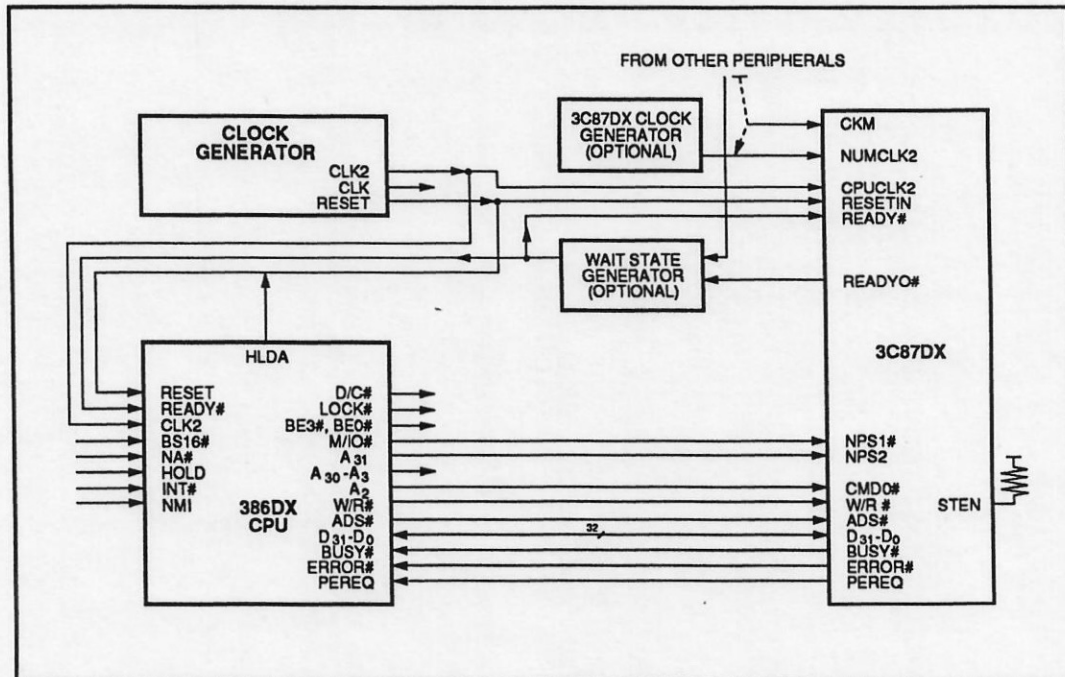 FROM OTHER PERIPHERALS
CLOCK
GENERATOR
CLK2
CLK
RESET
3C87DX CLOCK
GENERATOR
(OPTIONAL)
WAIT STATE
GENERATOR
(OPTIONAL)
CKM
NUMCLK2
CPUCLK2
RESETIN
READY#
READYO#
3C87DX
NPS1#
NPS2
CMD0#
W/R #
ADS#
D31-D0
BUSY#
ERROR#
PEREQ
STEN
32
HLDA
RESET
READY#
CLK2
BS16#
NA#
HOLD
INT#
NMI
386DX
CPU
D/C#
LOCK#
BE3#, BE0#
M/IO#
A31
A30-A3
A2
W/R#
ADS#
D31-D0
BUSY#
ERROR#
PEREQ